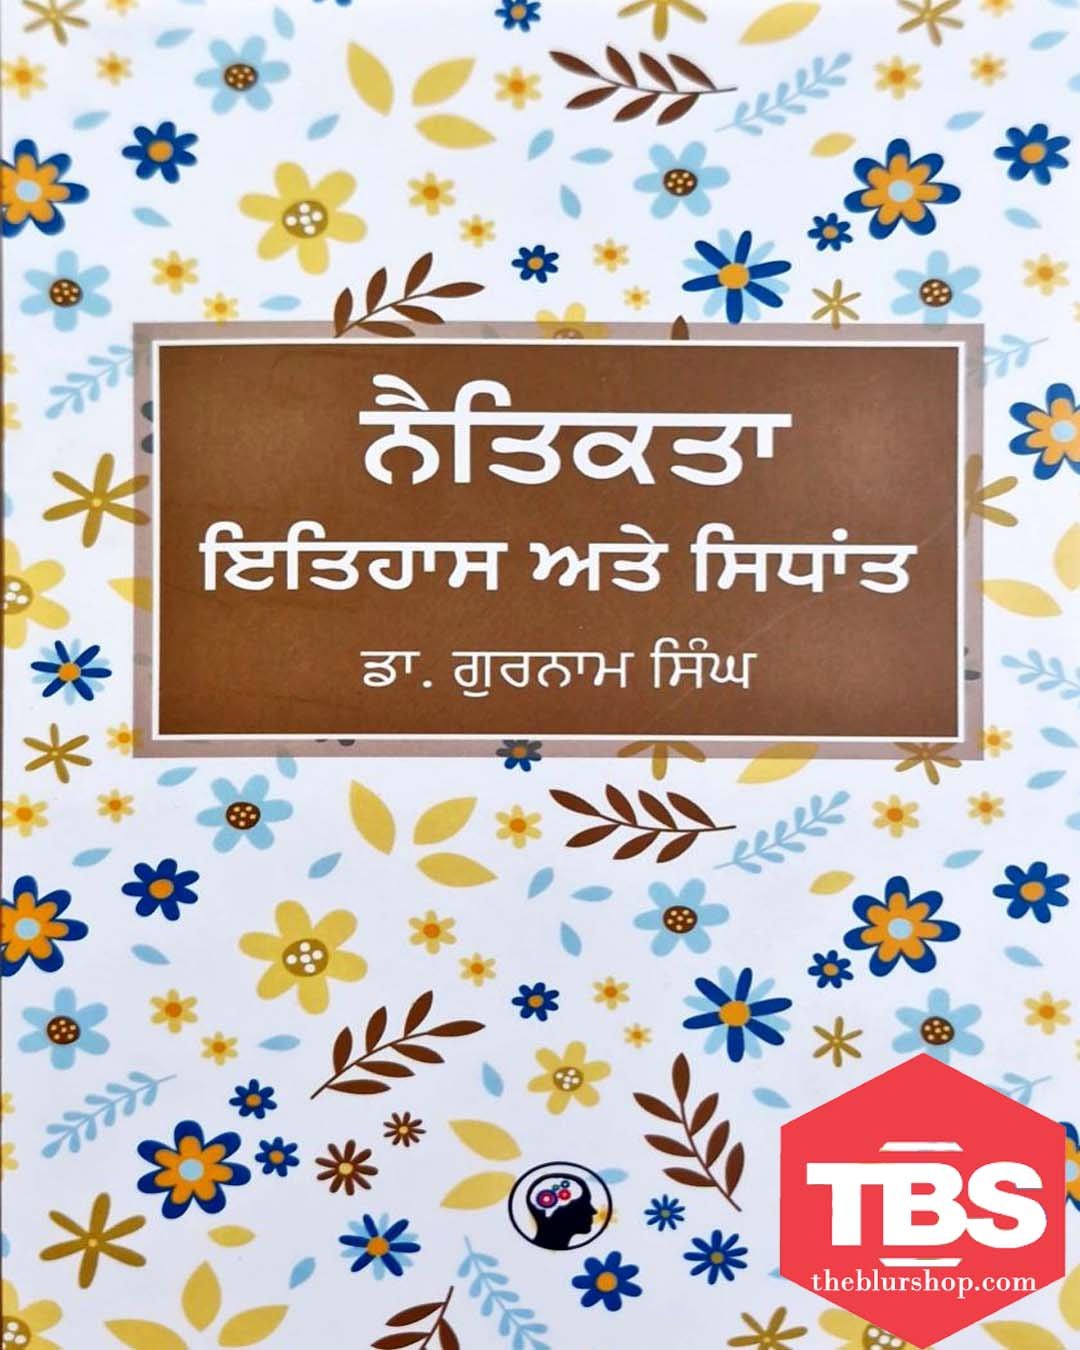 ਨੈਤਿਕਤਾ
ਇਤਿਹਾਸ ਅਤੇ ਸਿਧਾਂਤ
ਡਾ. ਗੁਰਨਾਮ ਸਿੰਘ
TBS
theblurshop.com